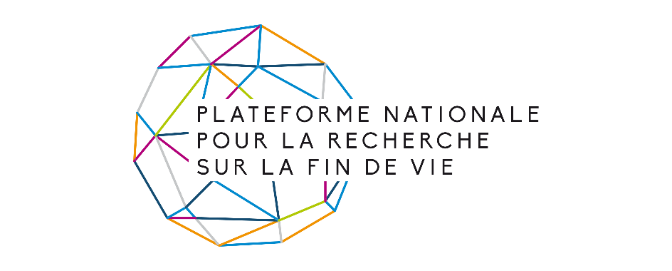 PLATEFORME NATIONALE
POUR LA RECHERCHE
SUR LA FIN DE VIE